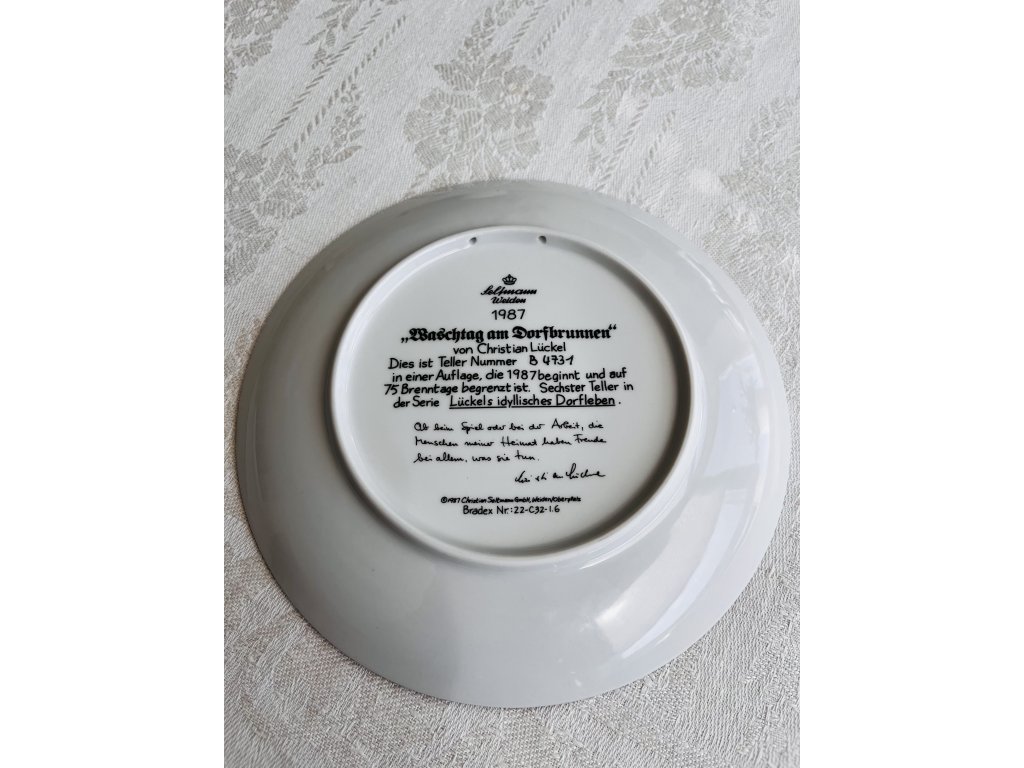 Seltmann
Weiden
1987
„Waschtag am Dorfbrunnen“
von Christian Lückel
Dies ist Teller Nummer B 4731
in einer Auflage, die 1987 beginnt und auf
75 Brenntage begrenzt ist. Sechster Teller in
der Serie Lückels idyllisches Dorfleben.
Ob beim Spiel oder bei der Arbeit, die
Menschen meiner Heimat haben Freude
bei allem, was sie tun.
Christian Lückel
©1987 Christian Seltmann GmbH, Weiden/Oberpfalz
Bradex Nr.: 22-C32-1.6